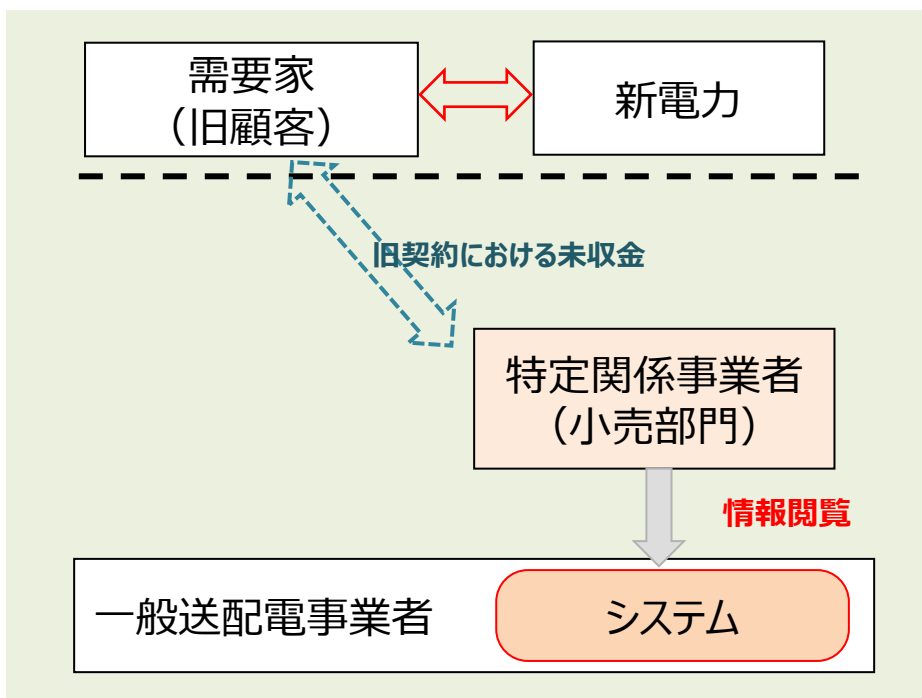 需要家
（旧顧客）
新電力
旧契約における未収金
特定関係事業者
（小売部門）
情報閲覧
一般送配電事業者
システム